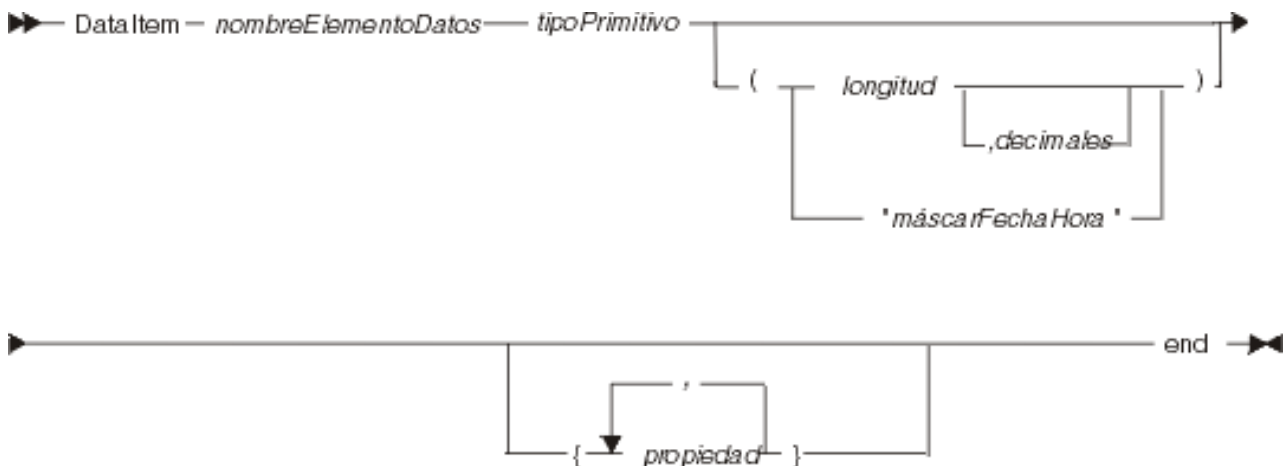 DataItem nombreElementoDatos tipoPrimitivo
( longitud )
,decimales
"máscarFechaHora"
end
,
{ propiedad }